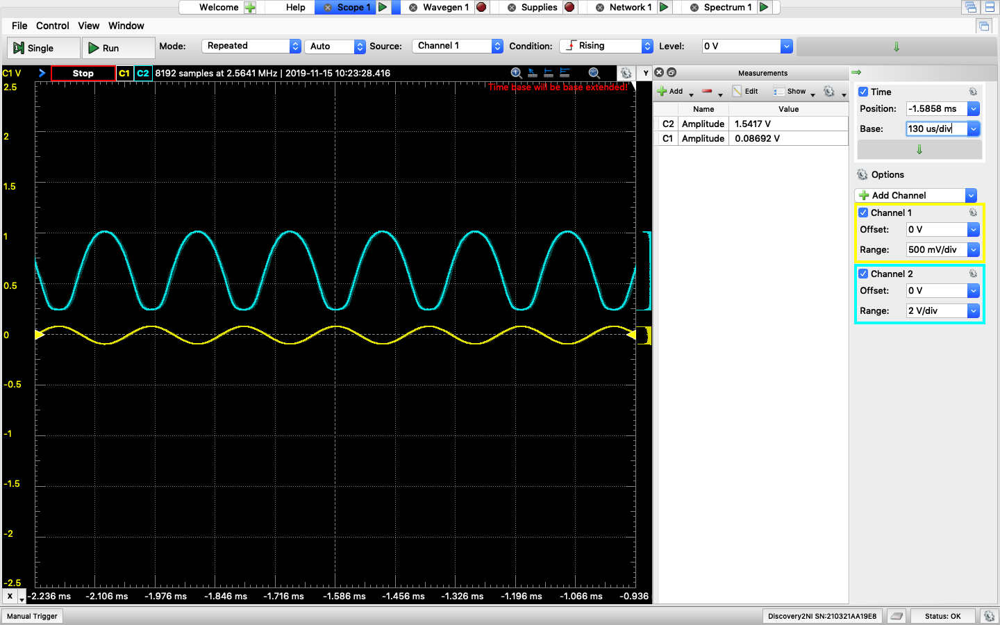 Welcome Help Scope 1 Wavegen 1 Supplies Network 1 Spectrum 1
File Control View Window
Single Run Mode: Repeated Auto Source: Channel 1 Condition: Rising Level: 0 V
C1 V Stop C1 C2 8192 samples at 2.5641 MHz | 2019-11-15 10:23:28.416 Y
Time base will be base extended!
2.5
2
1.5
1
0.5
0
-0.5
-1
-1.5
-2
-2.5
X -2.236 ms -2.106 ms -1.976 ms -1.846 ms -1.716 ms -1.586 ms -1.456 ms -1.326 ms -1.196 ms -1.066 ms -0.936
Measurements
Add Edit Show
Name Value
C2 Amplitude 1.5417 V
C1 Amplitude 0.08692 V
Time
Position: -1.5858 ms
Base: 130 us/div
Options
Add Channel
Channel 1
Offset: 0 V
Range: 500 mV/div
Channel 2
Offset: 0 V
Range: 2 V/div
Manual Trigger Discovery2NI SN:210321AA19E8 Status: OK